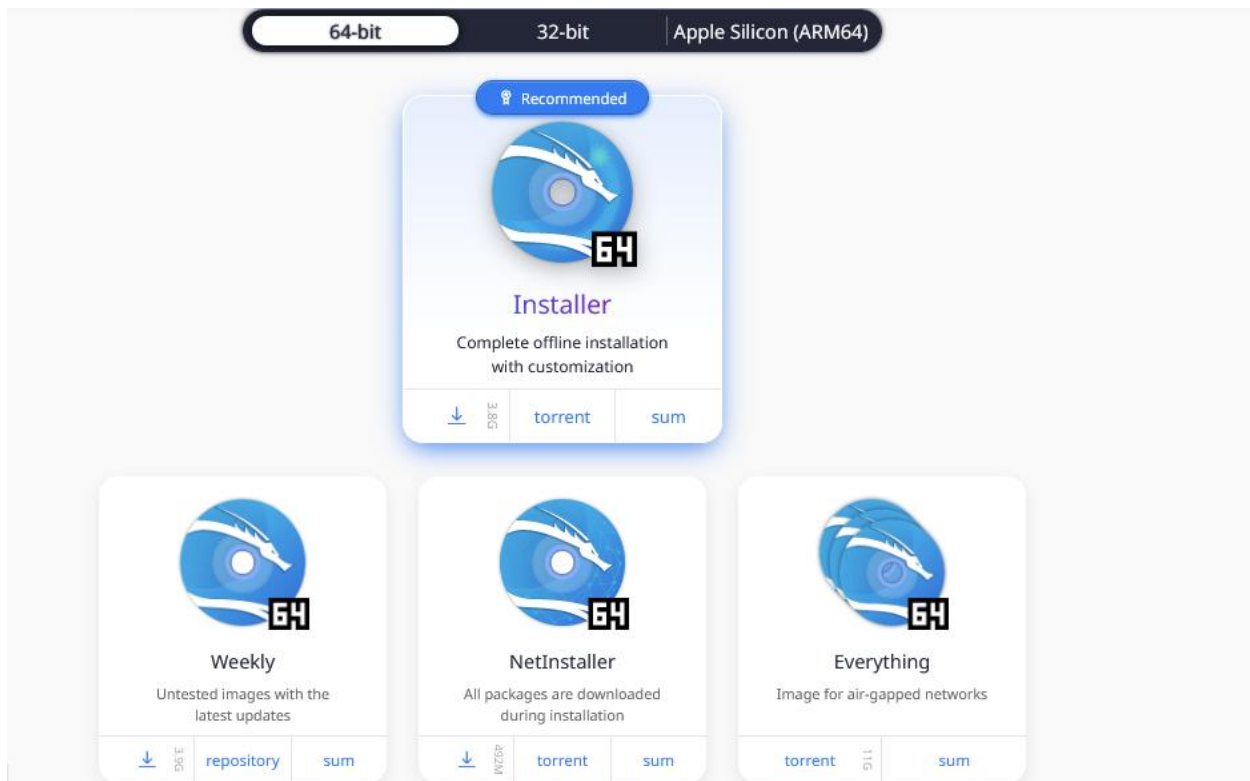 64-bit
32-bit
Apple Silicon (ARM64)
Recommended
64
Installer
Complete offline installation
with customization
3.8G
torrent
sum
64
Weekly
Untested images with the
latest updates
3.9G
repository
sum
64
NetInstaller
All packages are downloaded
during installation
492M
torrent
sum
64
Everything
Image for air-gapped networks
torrent
11G
sum